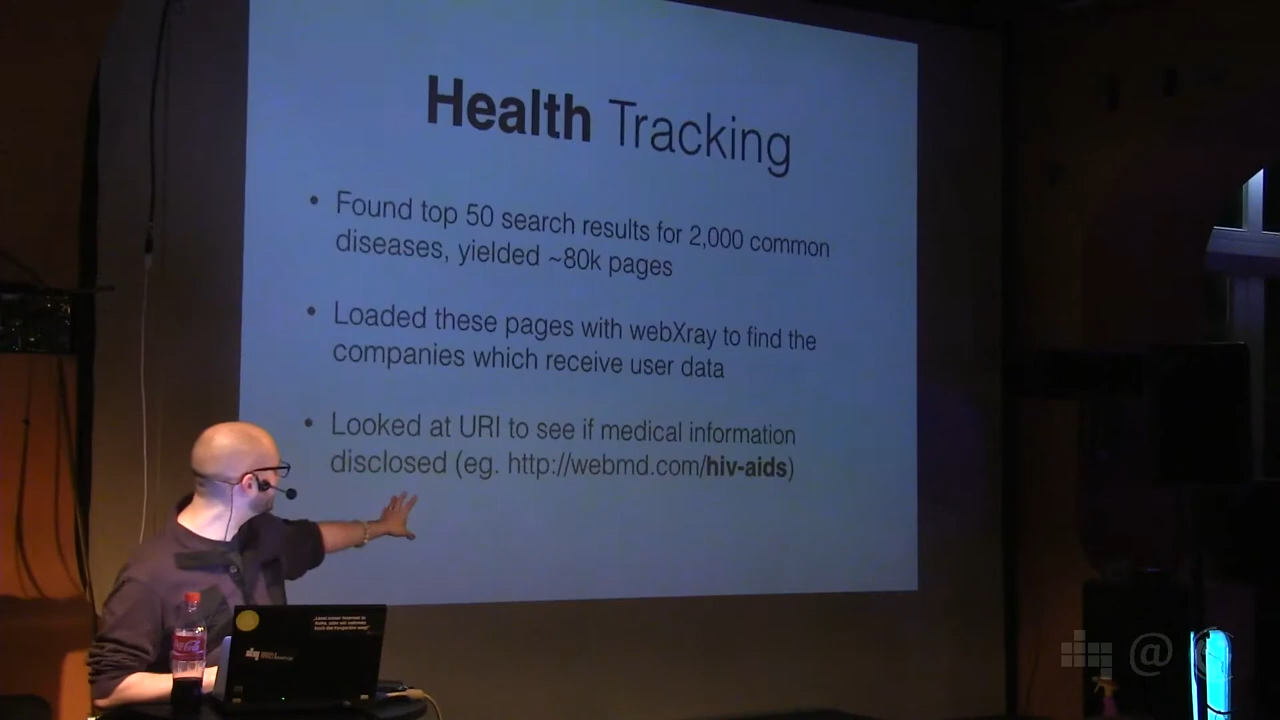 Health Tracking
• Found top 50 search results for 2,000 common
diseases, yielded ~80k pages
• Loaded these pages with webXray to find the
companies which receive user data
• Looked at URI to see if medical information
disclosed (eg. http://webmd.com/hiv-aids)
Coca-Cola
@